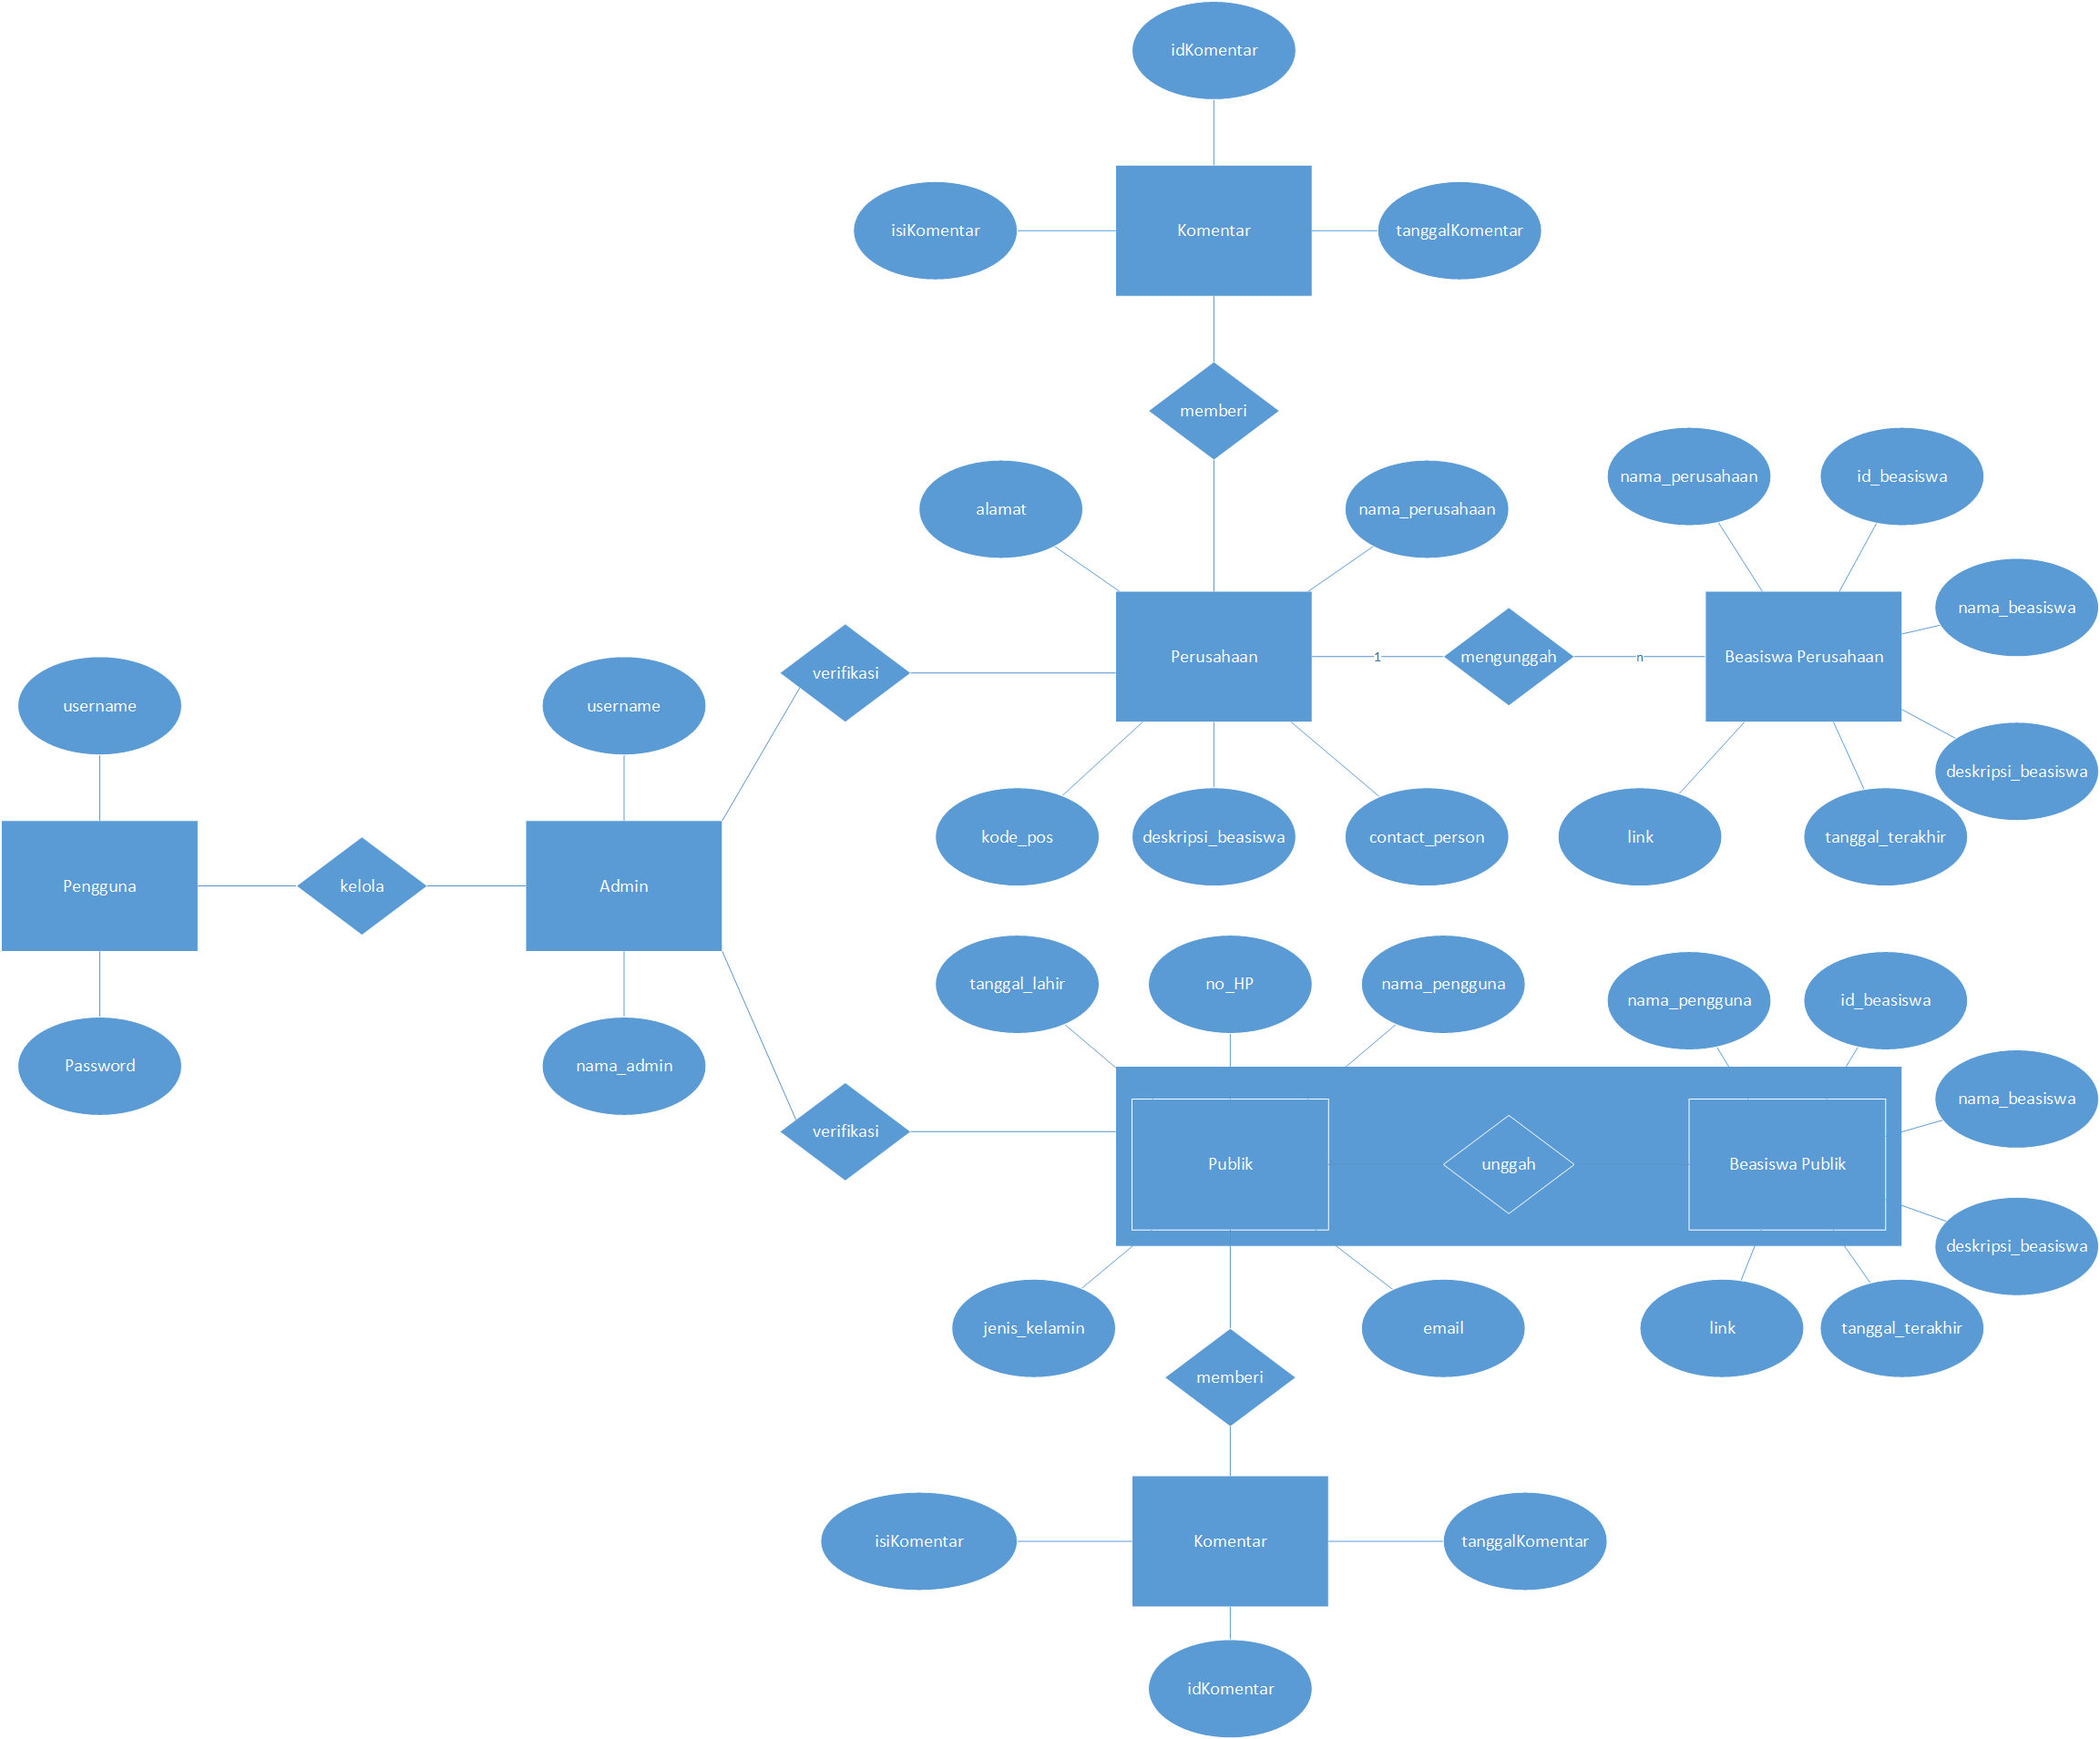 idKomentar
isiKomentar
Komentar
tanggalKomentar
memberi
nama_perusahaan
id_beasiswa
alamat
nama_perusahaan
nama_beasiswa
verifikasi
Perusahaan
1
mengunggah
n
Beasiswa Perusahaan
username
username
deskripsi_beasiswa
kode_pos
deskripsi_beasiswa
contact_person
link
tanggal_terakhir
Pengguna
kelola
Admin
tanggal_lahir
no_HP
nama_pengguna
nama_pengguna
id_beasiswa
Password
nama_admin
nama_beasiswa
verifikasi
Publik
unggah
Beasiswa Publik
deskripsi_beasiswa
jenis_kelamin
email
link
tanggal_terakhir
memberi
isiKomentar
Komentar
tanggalKomentar
idKomentar